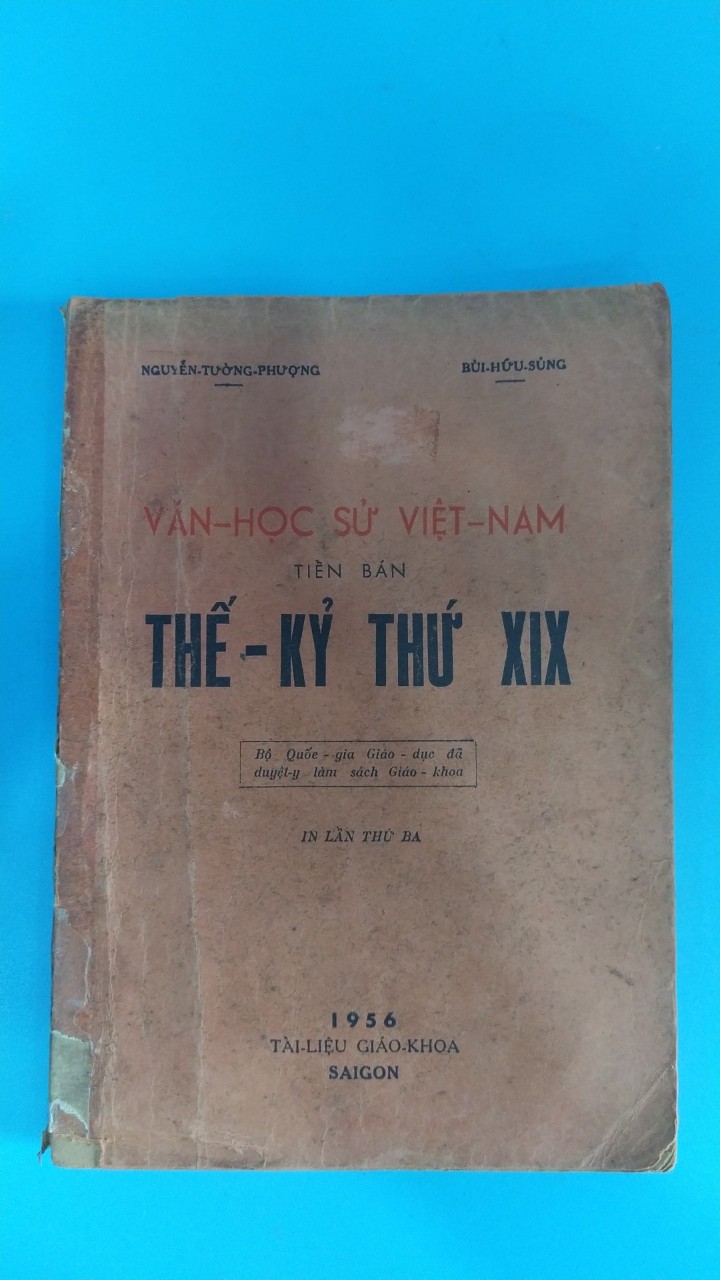 NGUYỄN-TƯỜNG-PHƯỢNG
BÙI-HỮU-SỦNG
VĂN-HỌC SỬ VIỆT-NAM
TIỀN BÁN
THẾ-KỶ THỨ XIX
Bộ Quốc-gia Giáo-dục đã
duyệt-y làm sách Giáo-khoa
IN LẦN THỨ BA
1956
TÀI-LIỆU GIÁO-KHOA
SAIGON